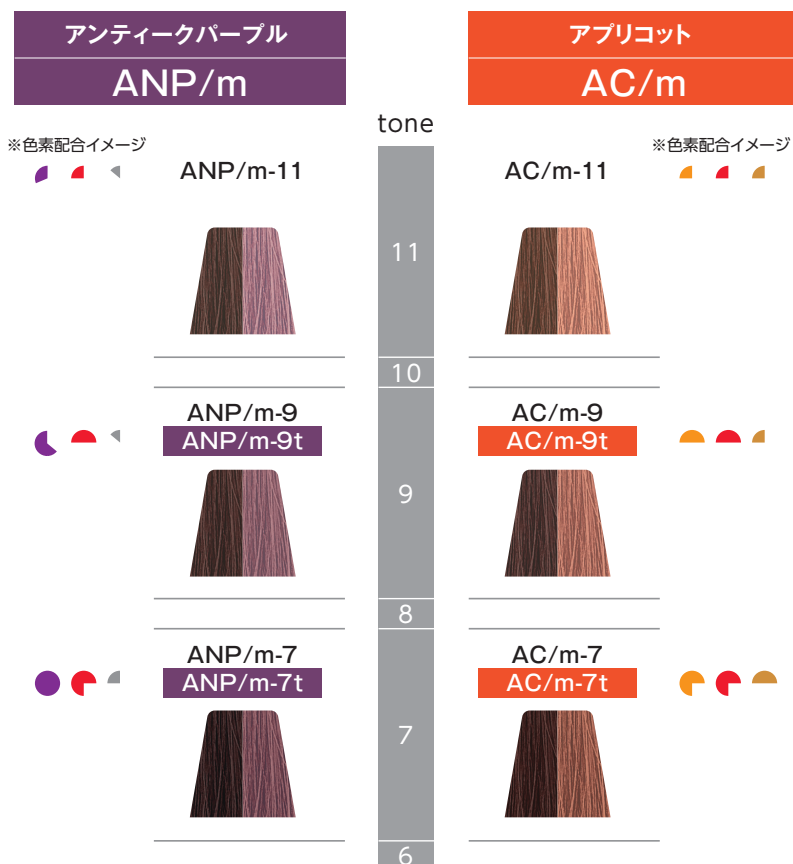 アンティークパープル
ANP/m
アプリコット
AC/m
tone
※色素配合イメージ
※色素配合イメージ
ANP/m-11
AC/m-11
11
10
ANP/m-9
ANP/m-9t
AC/m-9
AC/m-9t
9
8
ANP/m-7
ANP/m-7t
AC/m-7
AC/m-7t
7
6